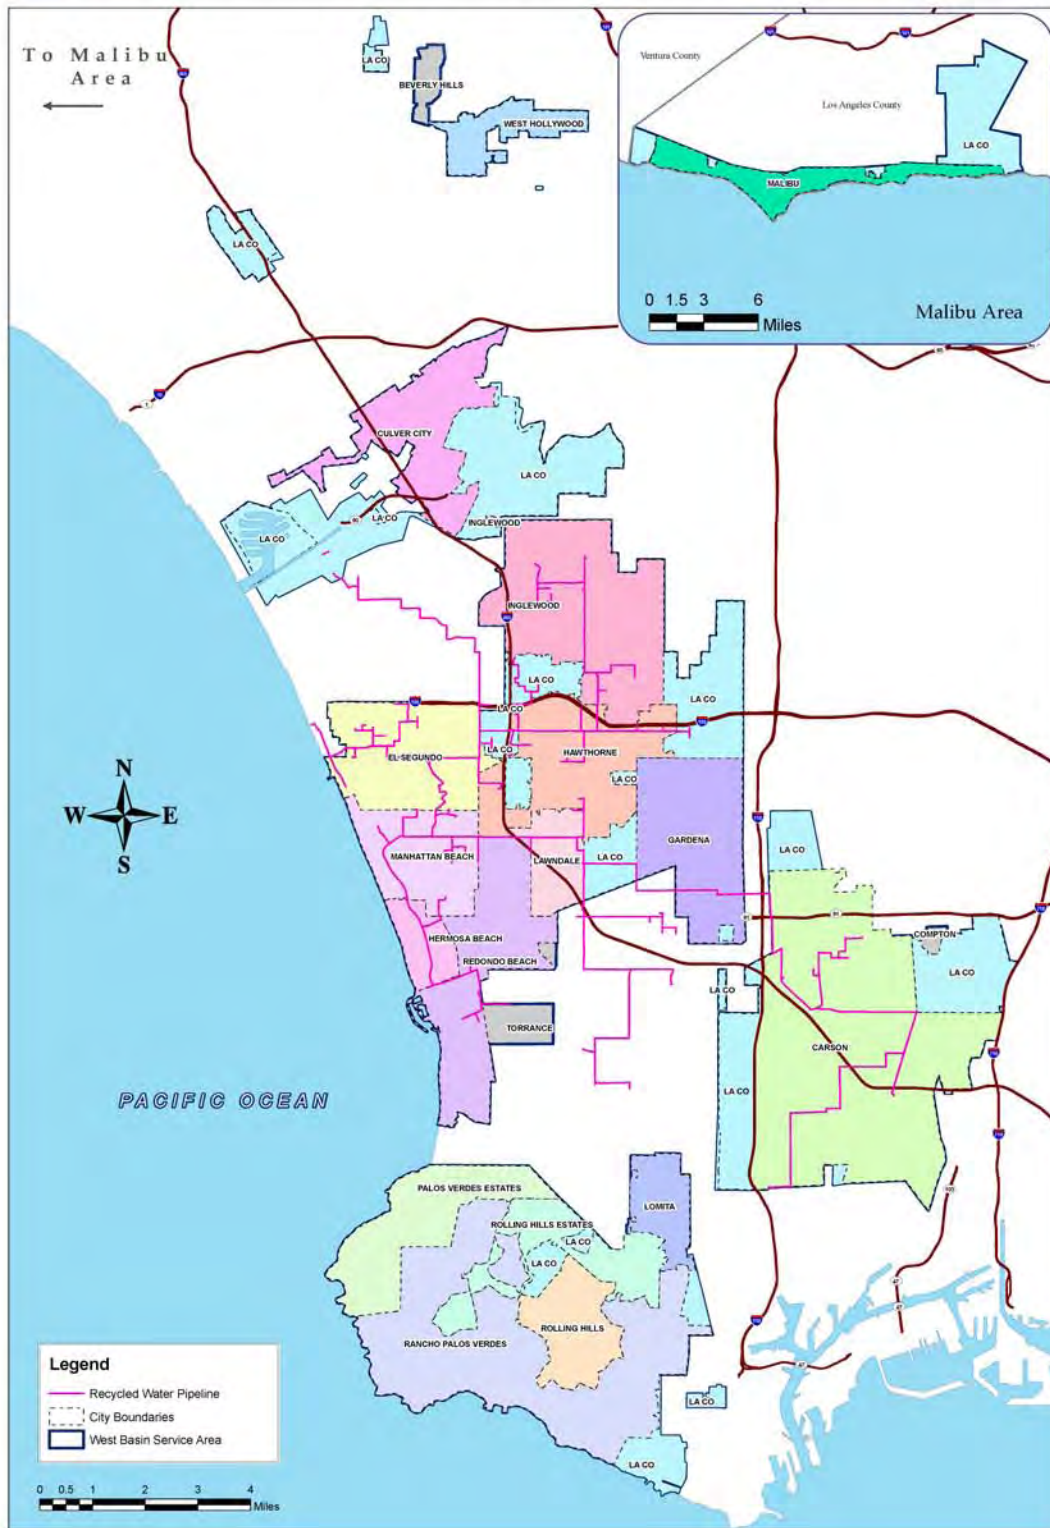 To Malibu
Area
LA CO
BEVERLY HILLS
WEST HOLLYWOOD
Ventura County
Los Angeles County
LA CO
MALIBU
0 1.5 3 6
Miles
Malibu Area
LA CO
CULVER CITY
LA CO
LA CO
LA CO
INGLEWOOD
INGLEWOOD
LA CO
LA CO
LA CO
LA CO
HAWTHORNE
EL SEGUNDO
LA CO
N
W E
S
GARDENA
MANHATTAN BEACH
LAWNDALE
LA CO
LA CO
HERMOSA BEACH
REDONDO BEACH
COMPTON
LA CO
LA CO
TORRANCE
CARSON
LA CO
PACIFIC OCEAN
PALOS VERDES ESTATES
LOMITA
ROLLING HILLS ESTATES
LA CO
LA CO
ROLLING HILLS
RANCHO PALOS VERDES
LA CO
LA CO
Legend
Recycled Water Pipeline
City Boundaries
West Basin Service Area
0 0.5 1 2 3 4
Miles